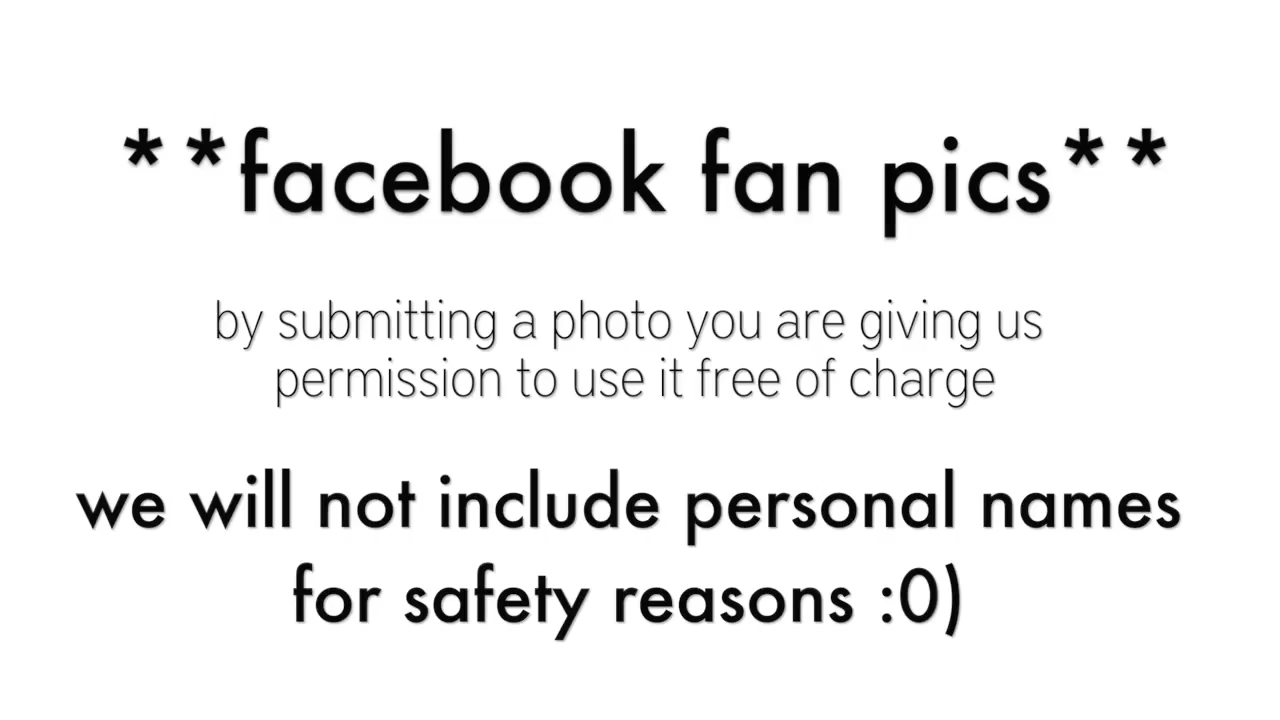 **facebook fan pics**
by submitting a photo you are giving us
permission to use it free of charge
we will not include personal names
for safety reasons :0)